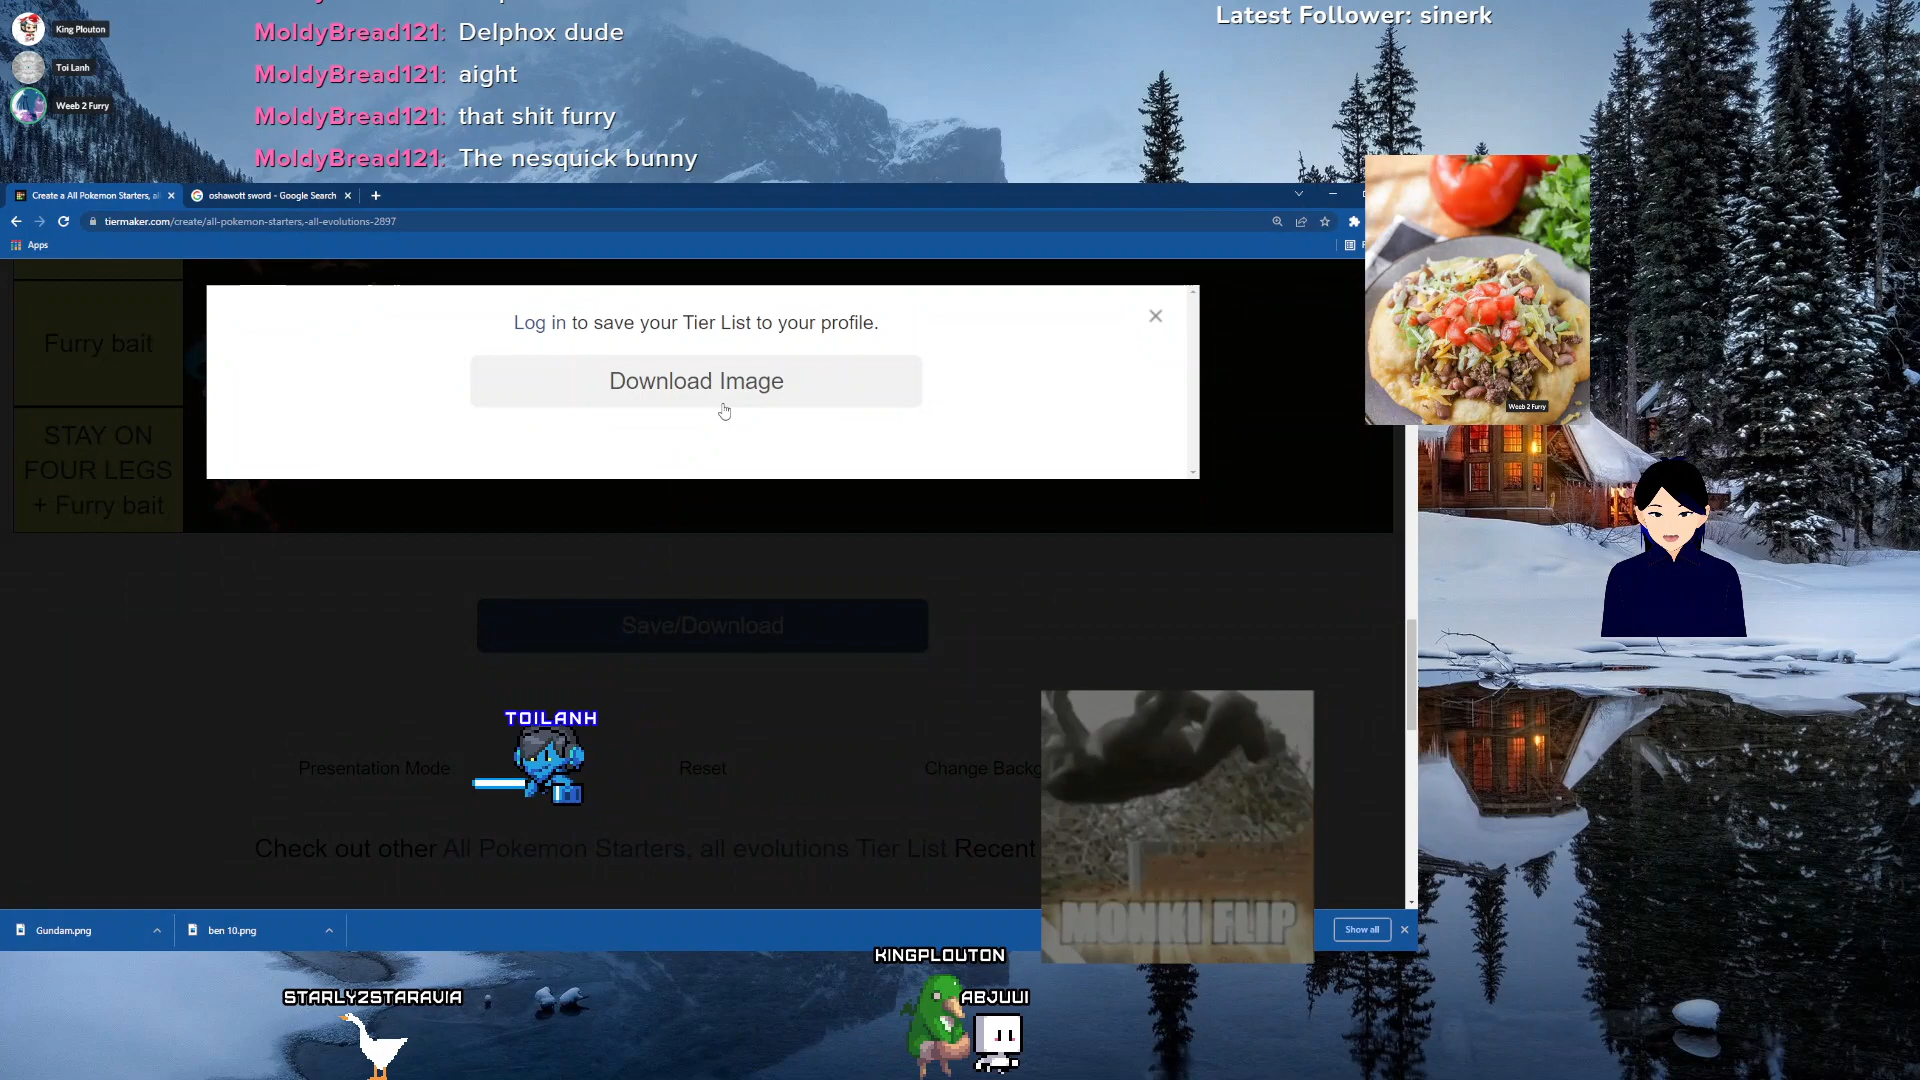 King Plouton
Toi Lanh
Weeb 2 Furry
MoldyBread121: Delphox dude
MoldyBread121: aight
MoldyBread121: that shit furry
MoldyBread121: The nesquick bunny
Latest Follower: sinerk
Create a All Pokemon Starters, al
oshawott sword - Google Search
tiermaker.com/create/all-pokemon-starters,-all-evolutions-2897
Apps
Furry bait
STAY ON
FOUR LEGS
+ Furry bait
Log in to save your Tier List to your profile.
Download Image
Weeb 2 Furry
Save/Download
TOILANH
Presentation Mode
Reset
Change Backg
Check out other All Pokemon Starters, all evolutions Tier List Recent
MONKI FLIP
Gundam.png
ben 10.png
Show all
KINGPLOUTON
STARLY2STARAVIA
ABJUUI